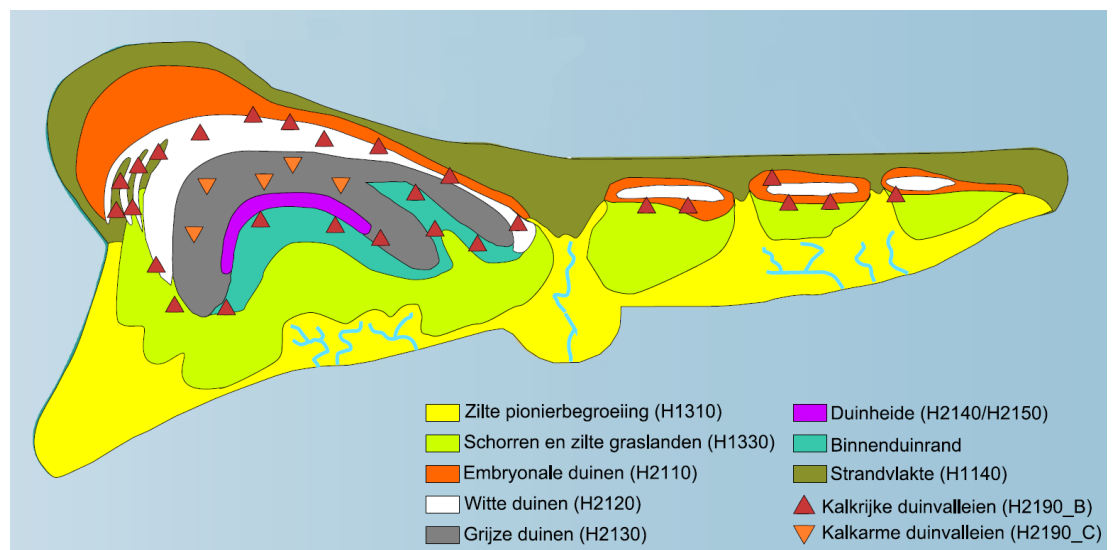 Zilte pionierbegroeiing (H1310)
Schorren en zilte graslanden (H1330)
Embryonale duinen (H2110)
Witte duinen (H2120)
Grijze duinen (H2130)
Duinheide (H2140/H2150)
Binnenduinrand
Strandvlakte (H1140)
Kalkrijke duinvalleien (H2190_B)
Kalkarme duinvalleien (H2190_C)